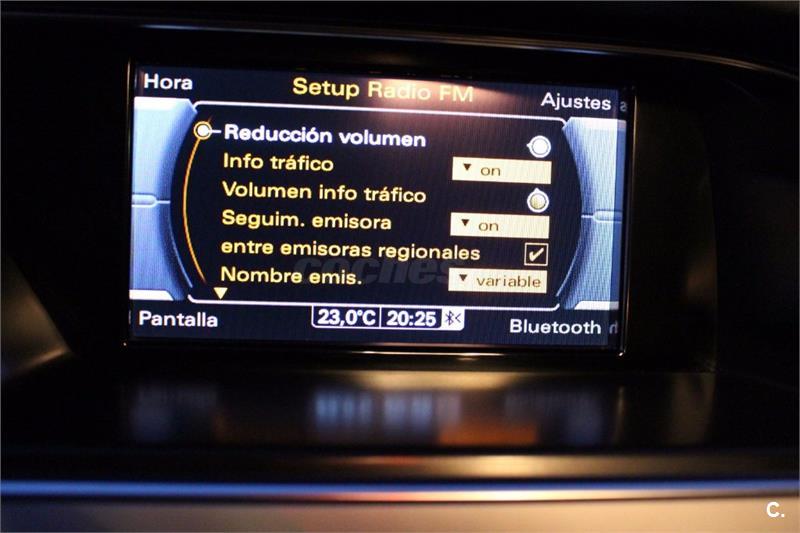 Hora
Setup Radio FM
Ajustes
Reducción volumen
Info tráfico
▼ on
Volumen info tráfico
Seguim. emisora
▼ on
entre emisoras regionales ✔
Nombre emis.
▼ variable
Pantalla
23,0°C 20:25
Bluetooth
coches
C.